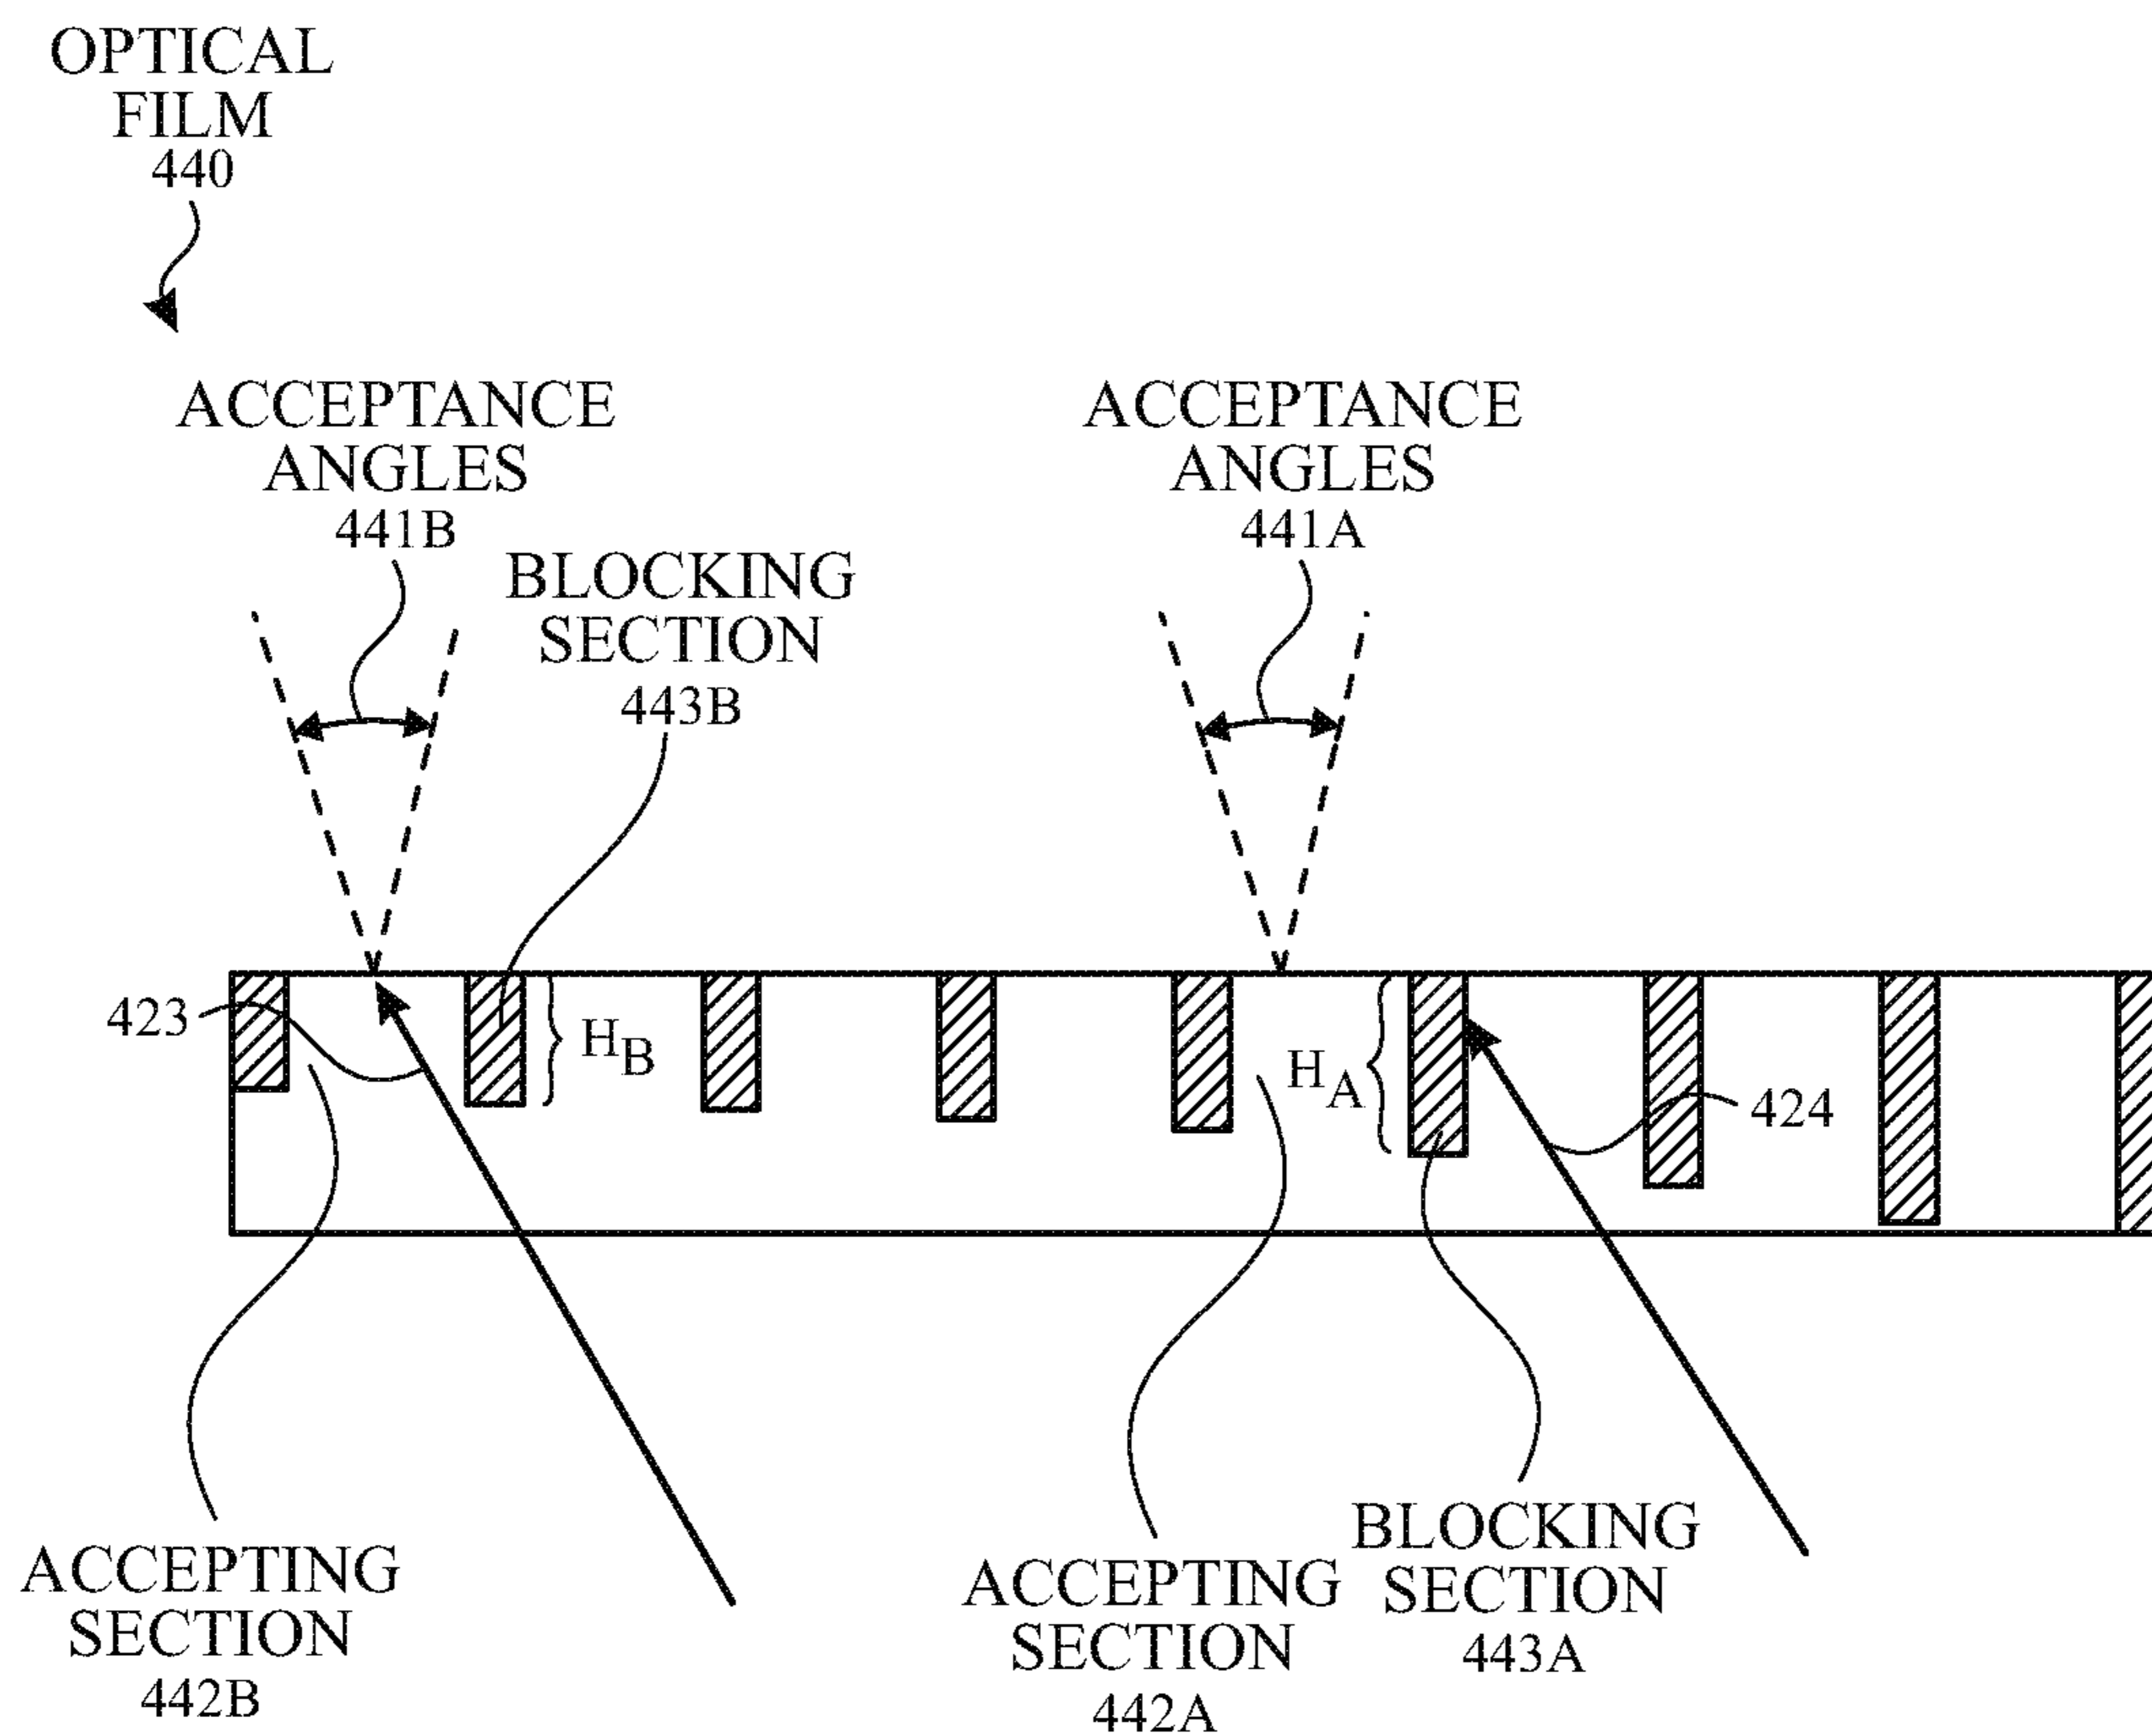 OPTICAL
FILM
440
ACCEPTANCE
ANGLES
441B
ACCEPTANCE
ANGLES
441A
BLOCKING
SECTION
443B
423
HB
HA
424
ACCEPTING
SECTION
442B
ACCEPTING
SECTION
442A
BLOCKING
SECTION
443A